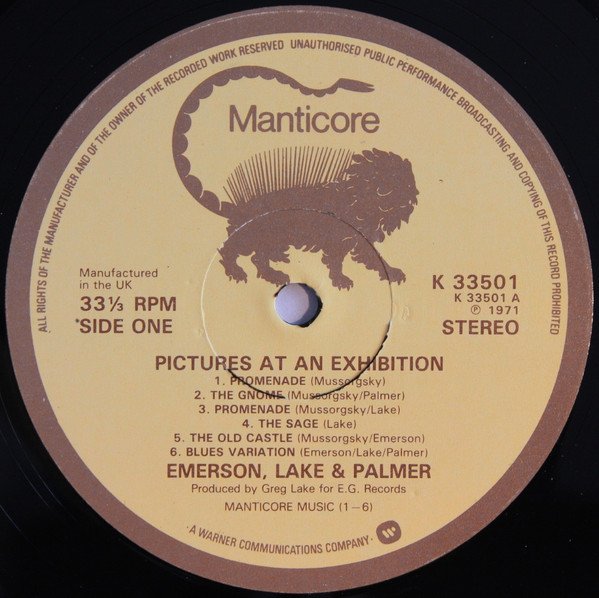 ALL RIGHTS OF THE MANUFACTURER AND OF THE OWNER OF THE RECORDED WORK RESERVED UNAUTHORISED PUBLIC PERFORMANCE BROADCASTING AND COPYING OF THIS RECORD PROHIBITED
Manticore
Manufactured
in the UK
33⅓ RPM
SIDE ONE
K 33501
K 33501 A
℗ 1971
STEREO
PICTURES AT AN EXHIBITION
1. PROMENADE (Mussorgsky)
2. THE GNOME (Mussorgsky/Palmer)
3. PROMENADE (Mussorgsky/Lake)
4. THE SAGE (Lake)
5. THE OLD CASTLE (Mussorgsky/Emerson)
6. BLUES VARIATION (Emerson/Lake/Palmer)
EMERSON, LAKE & PALMER
Produced by Greg Lake for E.G. Records
MANTICORE MUSIC (1–6)
· A WARNER COMMUNICATIONS COMPANY ·